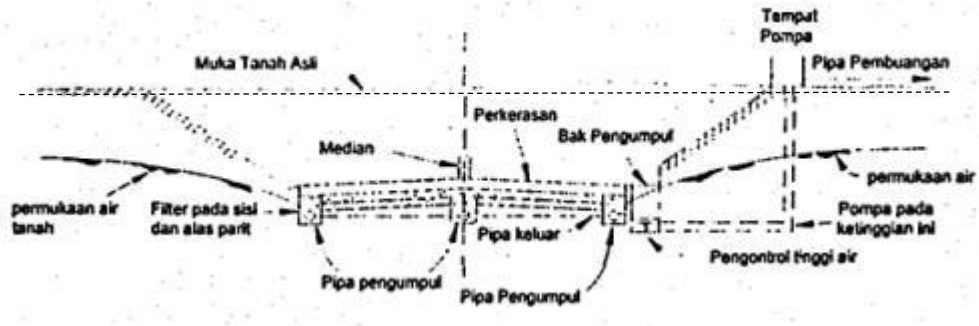 Tempat
Pompa
Muka Tanah Asli
Pipa Pembuangan
Perkerasan
Bak Pengumpul
Median
permukaan air
tanah
Filter pada sisi
dan alas parit
Pipa keluar
permukaan air
Pompa pada
ketinggian ini
Pengontrol tinggi air
Pipa pengumpul
Pipa Pengumpul